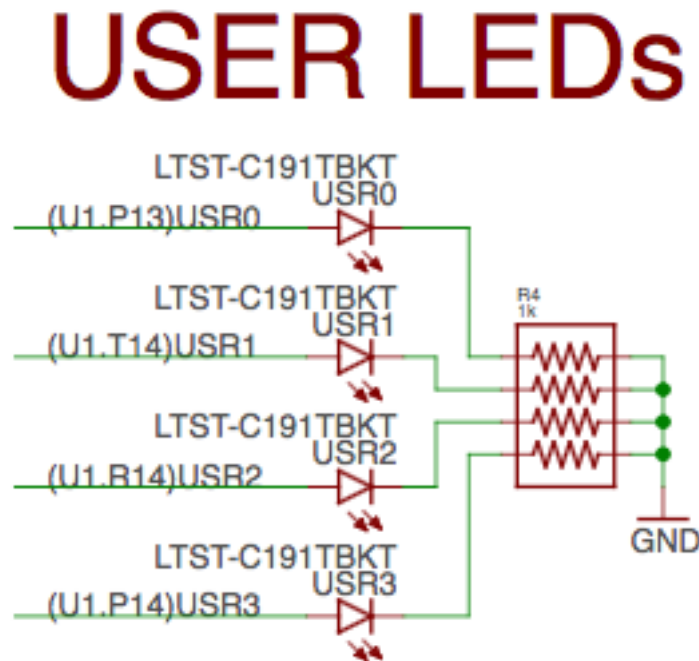 USER LEDs
LTST-C191TBKT
USR0
(U1.P13)USR0
LTST-C191TBKT
USR1
(U1.T14)USR1
LTST-C191TBKT
USR2
(U1.R14)USR2
LTST-C191TBKT
USR3
(U1.P14)USR3
R4
1k
GND